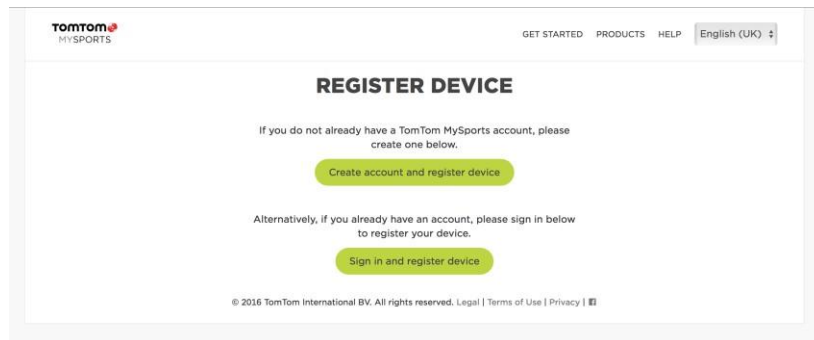 TOMTOM
MYSPORTS
GET STARTED PRODUCTS HELP English (UK)
REGISTER DEVICE
If you do not already have a TomTom MySports account, please
create one below.
Create account and register device
Alternatively, if you already have an account, please sign in below
to register your device.
Sign in and register device
© 2016 TomTom International BV. All rights reserved. Legal | Terms of Use | Privacy |